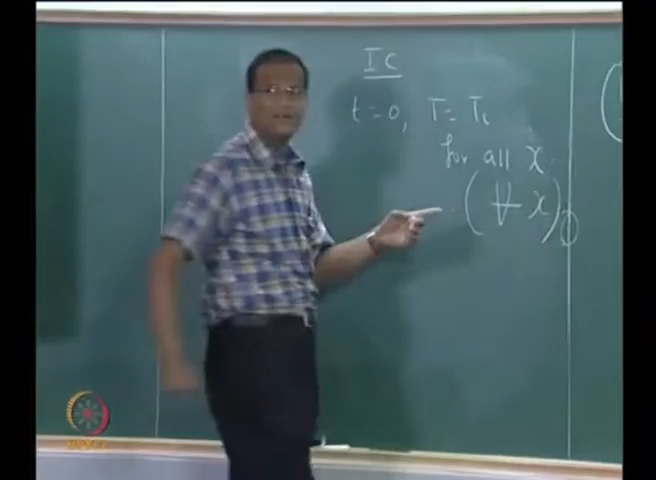 IC
t = 0, T = Ti
for all x
(∀ x)